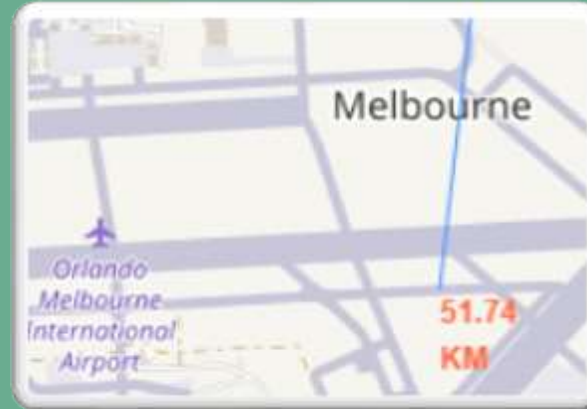 Melbourne
Orlando
Melbourne
International
Airport
51.74
KM